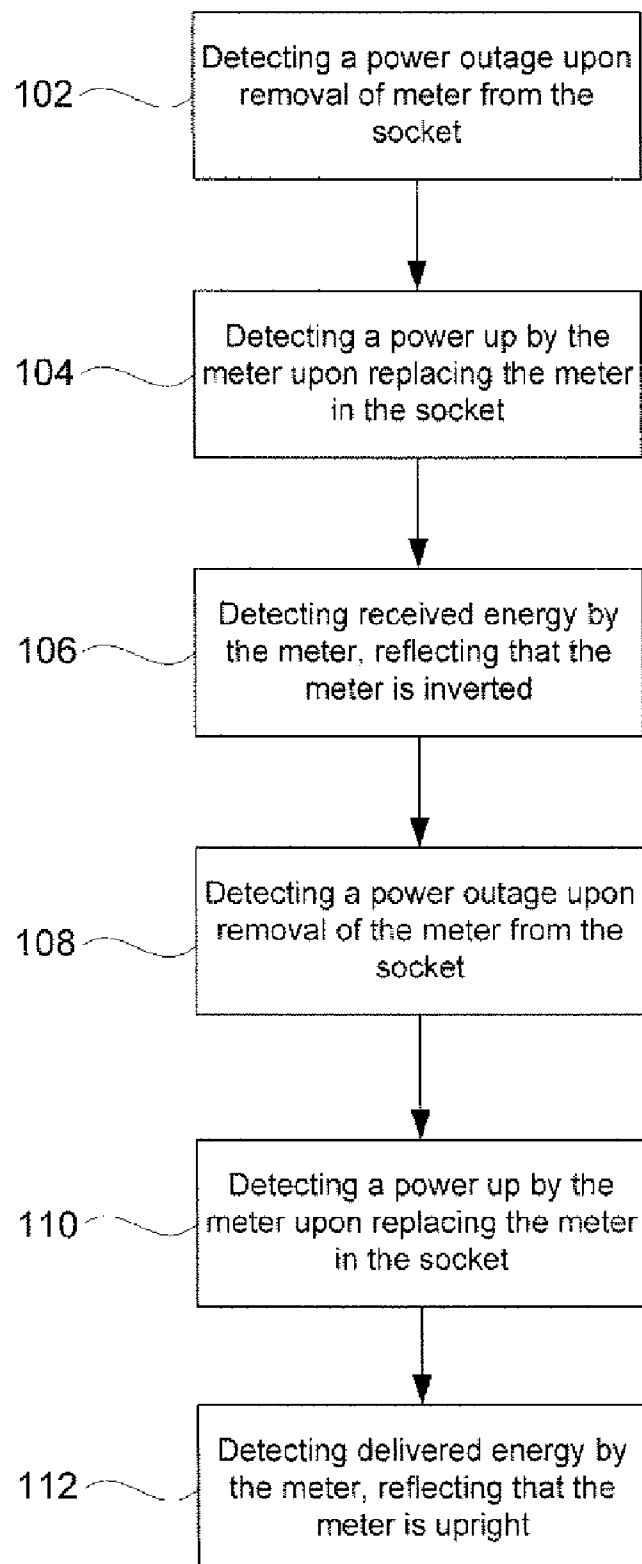 102
Detecting a power outage upon
removal of meter from the
socket
104
Detecting a power up by the
meter upon replacing the meter
in the socket
106
Detecting received energy by
the meter, reflecting that the
meter is inverted
108
Detecting a power outage upon
removal of the meter from the
socket
110
Detecting a power up by the
meter upon replacing the meter
in the socket
112
Detecting delivered energy by
the meter, reflecting that the
meter is upright